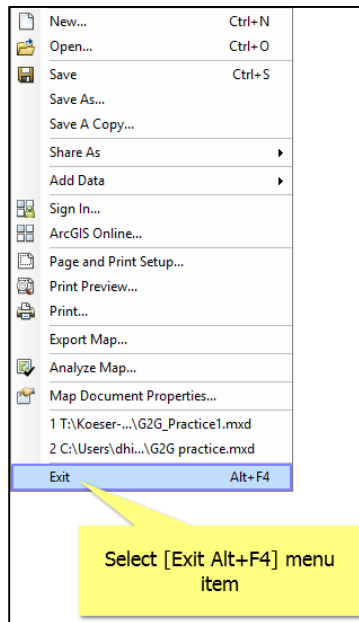 New... Ctrl+N
Open... Ctrl+O
Save Ctrl+S
Save As...
Save A Copy...
Share As
Add Data
Sign In...
ArcGIS Online...
Page and Print Setup...
Print Preview...
Print...
Export Map...
Analyze Map...
Map Document Properties...
1 T:\Koeser-...\G2G_Practice1.mxd
2 C:\Users\dhi...\G2G practice.mxd
Exit Alt+F4
Select [Exit Alt+F4] menu
item